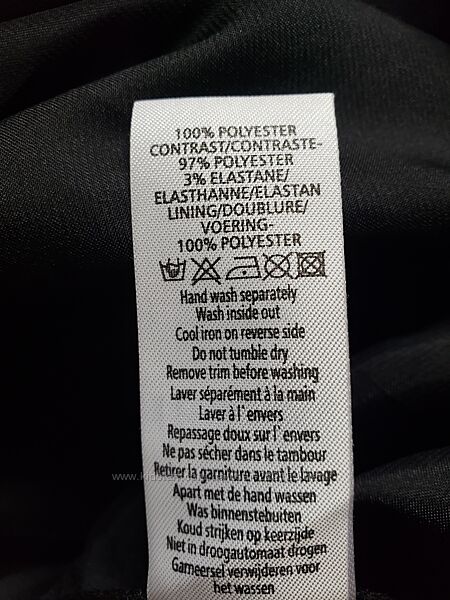 100% POLYESTER
CONTRAST/CONTRASTE-
97% POLYESTER
3% ELASTANE/
ELASTHANNE/ELASTAN
LINING/DOUBLURE/
VOERING-
100% POLYESTER
Hand wash separately
Wash inside out
Cool iron on reverse side
Do not tumble dry
Remove trim before washing
Laver séparément à la main
Laver à l`envers
Repassage doux sur l`envers
Ne pas sécher dans le tambour
Retirer la garniture avant le lavage
Apart met de hand wassen
Was binnenstebuiten
Koud strijken op keerzijde
Niet in droogautomaat drogen
Garneersel verwijderen voor
het wassen